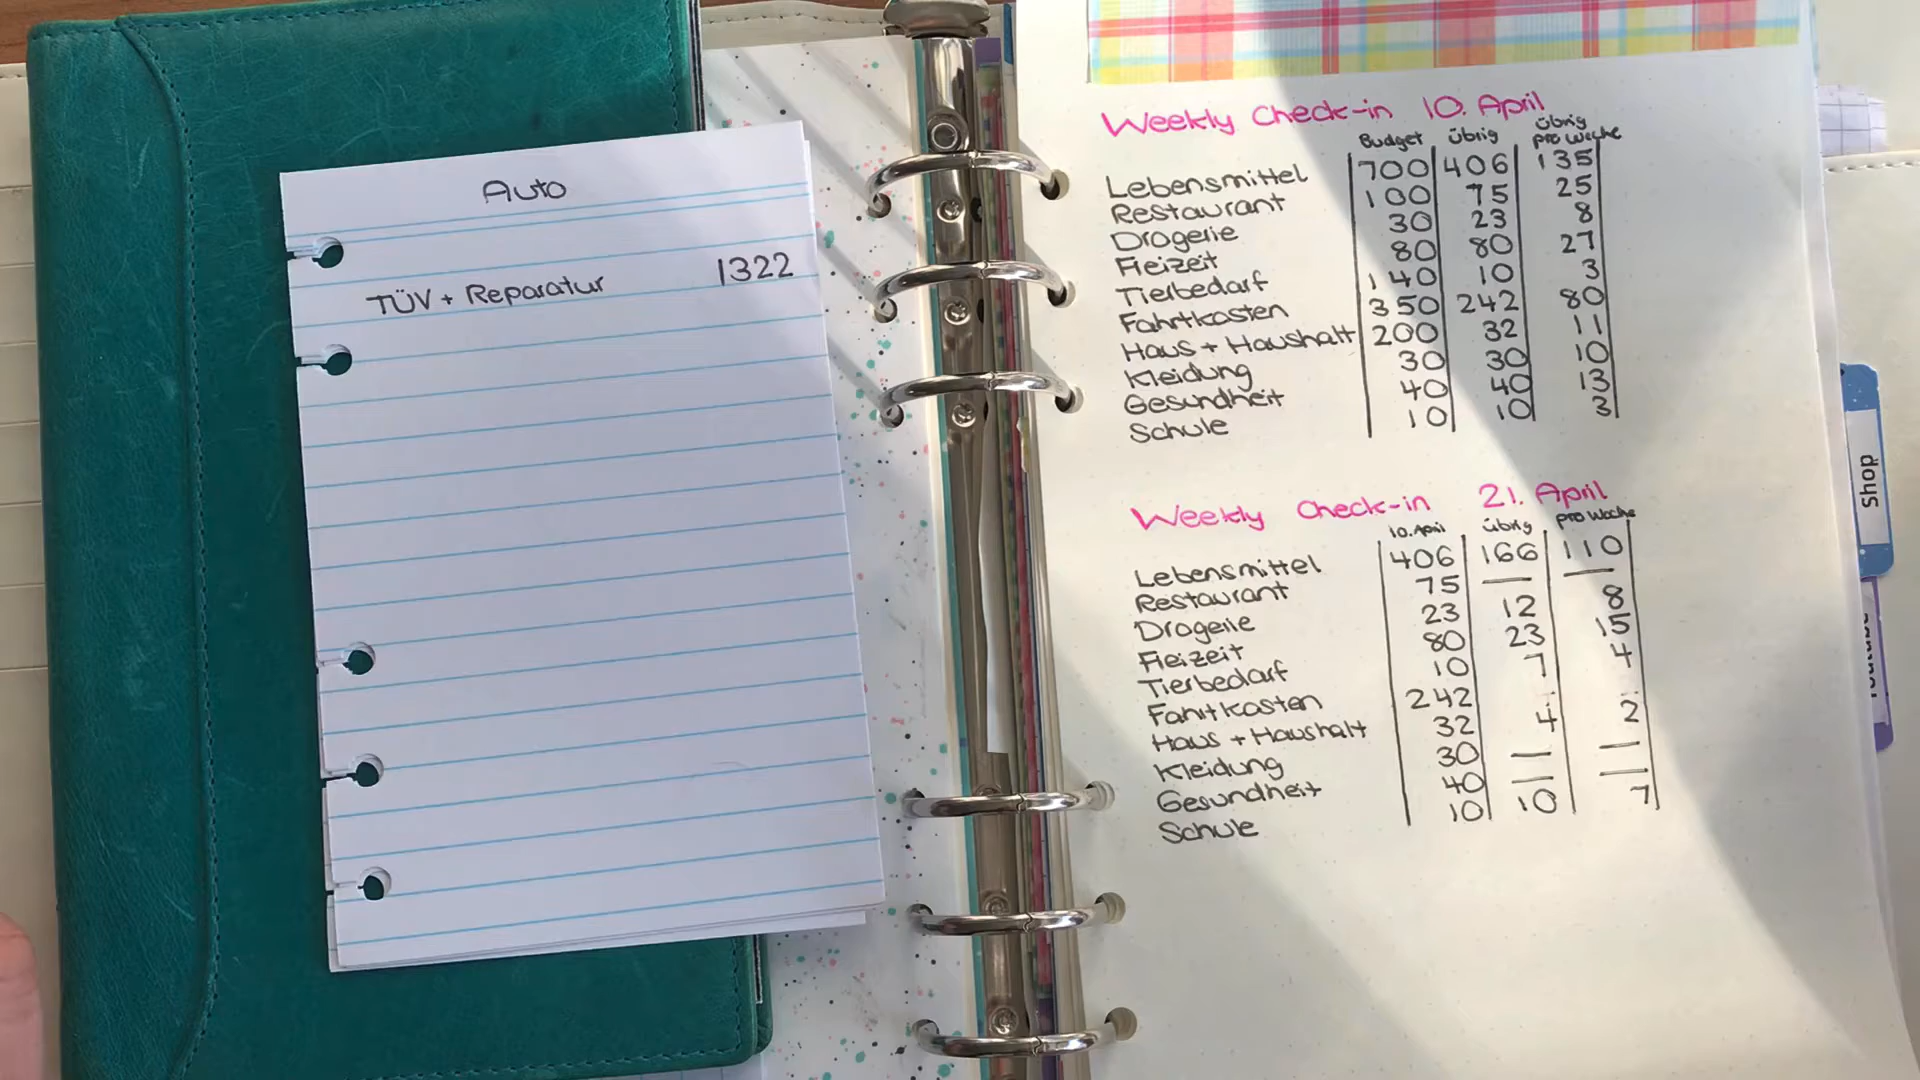 Auto
TÜV + Reparatur 1322
Weekly Check-in 10. April
Budget übrig übrig pro Woche
Lebensmittel 700 406 135
Restaurant 100 75 25
Drogerie 30 23 8
Freizeit 80 80 27
Tierbedarf 140 10 3
Fahrtkosten 350 242 80
Haus + Haushalt 200 32 11
Kleidung 30 30 10
Gesundheit 40 40 13
Schule 10 10 3
Weekly Check-in 21. April
10. April übrig pro Woche
Lebensmittel 406 166 110
Restaurant 75 — —
Drogerie 23 12 8
Freizeit 80 23 15
Tierbedarf 10 7 4
Fahrtkosten 242
Haus + Haushalt 32 4 2
Kleidung 30 — —
Gesundheit 40 — —
Schule 10 10 7
Shop